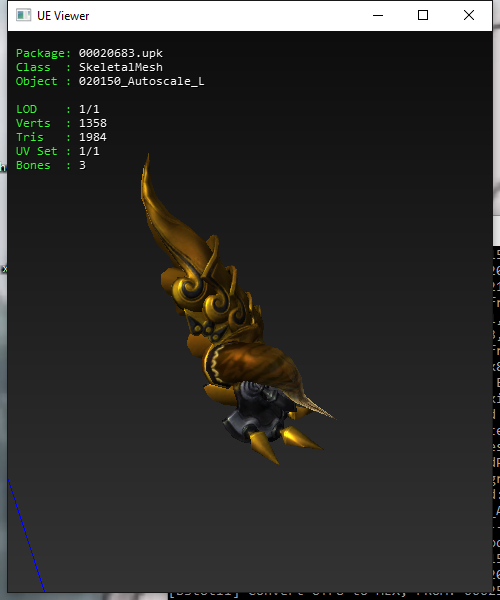 UE Viewer
Package: 00020683.upk
Class : SkeletalMesh
Object : 020150_Autoscale_L
LOD : 1/1
Verts : 1358
Tris : 1984
UV Set : 1/1
Bones : 3